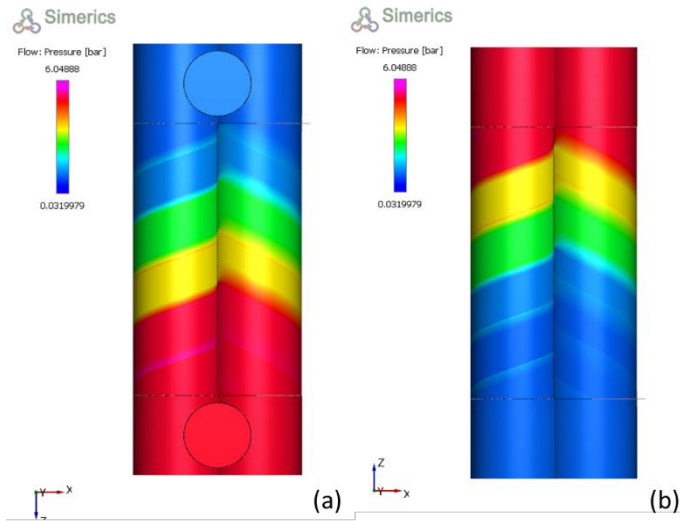 Simerics
Flow: Pressure [bar]
6.04888
0.0319979
Y X
Z
(a)
Simerics
Flow: Pressure [bar]
6.04888
0.0319979
Z
Y X
(b)